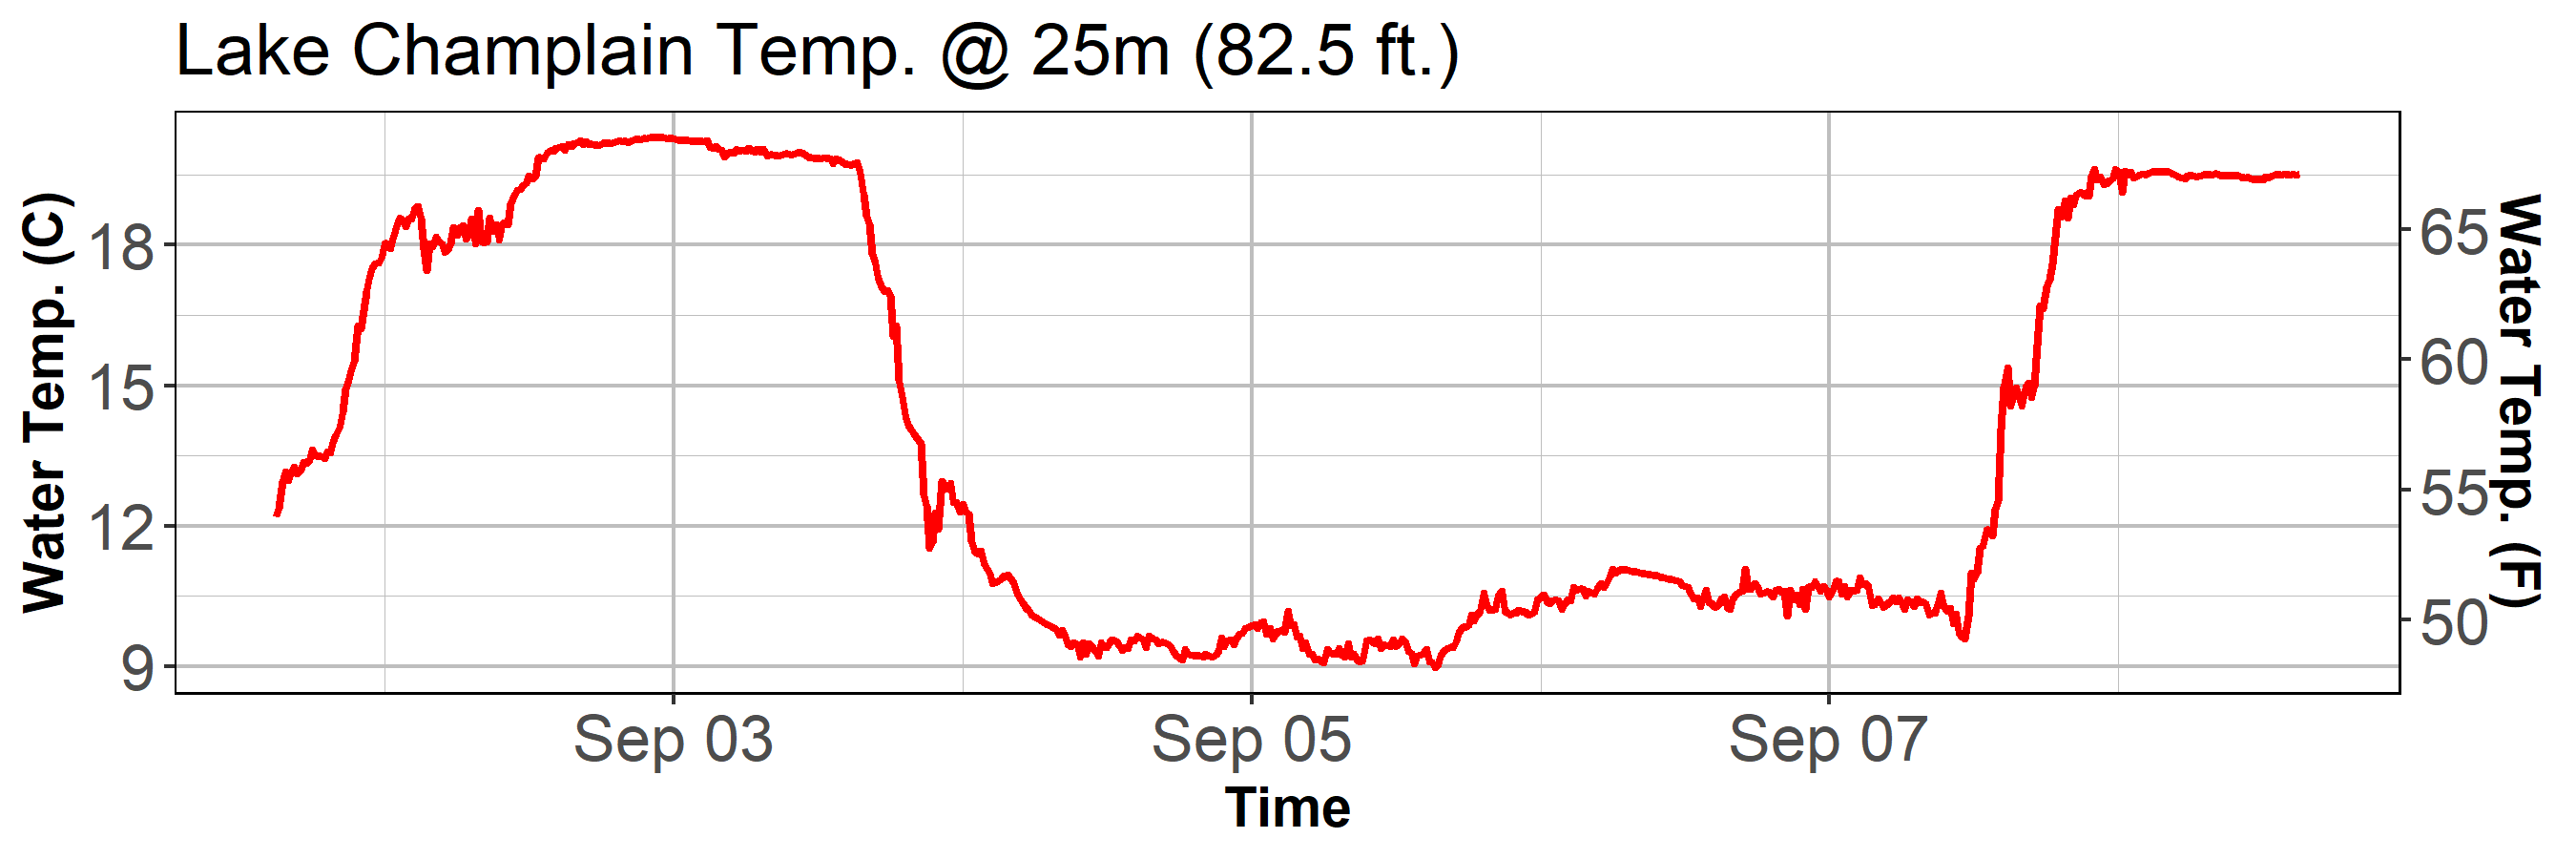 Lake Champlain Temp. @ 25m (82.5 ft.)
Water Temp. (C)
18
15
12
9
65
60
55
50
Water Temp. (F)
Sep 03 Sep 05 Sep 07
Time